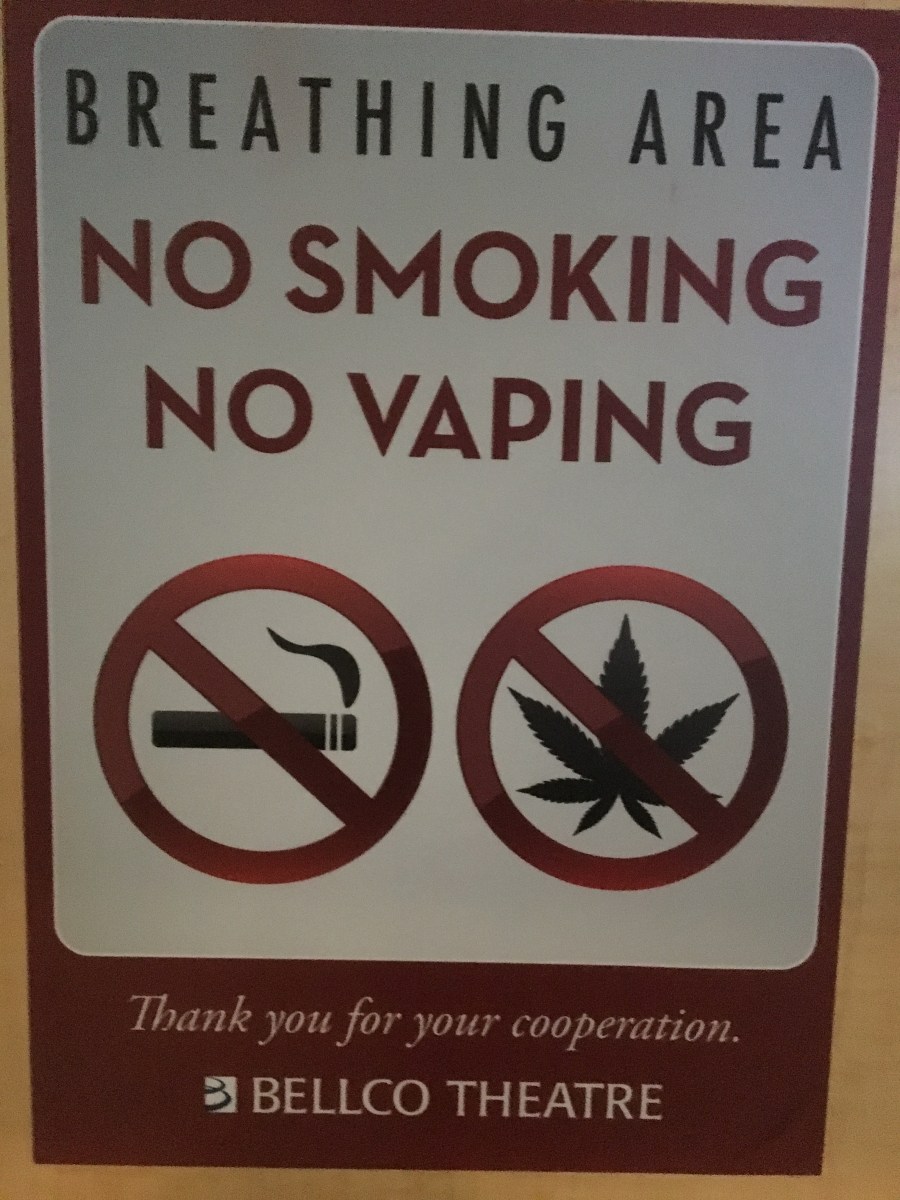 BREATHING AREA
NO SMOKING
NO VAPING
Thank you for your cooperation.
BELLCO THEATRE